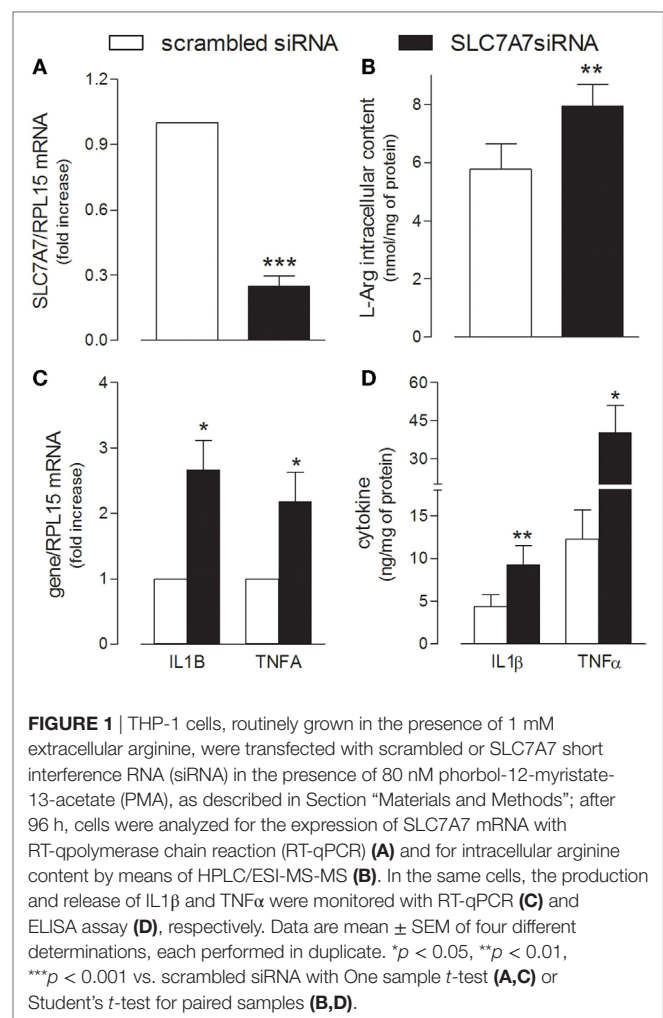 scrambled siRNA
SLC7A7siRNA
A
SLC7A7/RPL15 mRNA
(fold increase)
1.2
0.9
0.6
0.3
0.0
***
B
L-Arg intracellular content
(nmol/mg of protein)
8
6
4
2
0
**
C
gene/RPL15 mRNA
(fold increase)
4
3
2
1
0
*
*
IL1B
TNFA
D
cytokine
(ng/mg of protein)
60
45
30
15
10
5
0
**
*
IL1β
TNFα
FIGURE 1 | THP-1 cells, routinely grown in the presence of 1 mM
extracellular arginine, were transfected with scrambled or SLC7A7 short
interference RNA (siRNA) in the presence of 80 nM phorbol-12-myristate-
13-acetate (PMA), as described in Section “Materials and Methods”; after
96 h, cells were analyzed for the expression of SLC7A7 mRNA with
RT-qpolymerase chain reaction (RT-qPCR) (A) and for intracellular arginine
content by means of HPLC/ESI-MS-MS (B). In the same cells, the production
and release of IL1β and TNFα were monitored with RT-qPCR (C) and
ELISA assay (D), respectively. Data are mean ± SEM of four different
determinations, each performed in duplicate. *p < 0.05, **p < 0.01,
***p < 0.001 vs. scrambled siRNA with One sample t-test (A,C) or
Student’s t-test for paired samples (B,D).